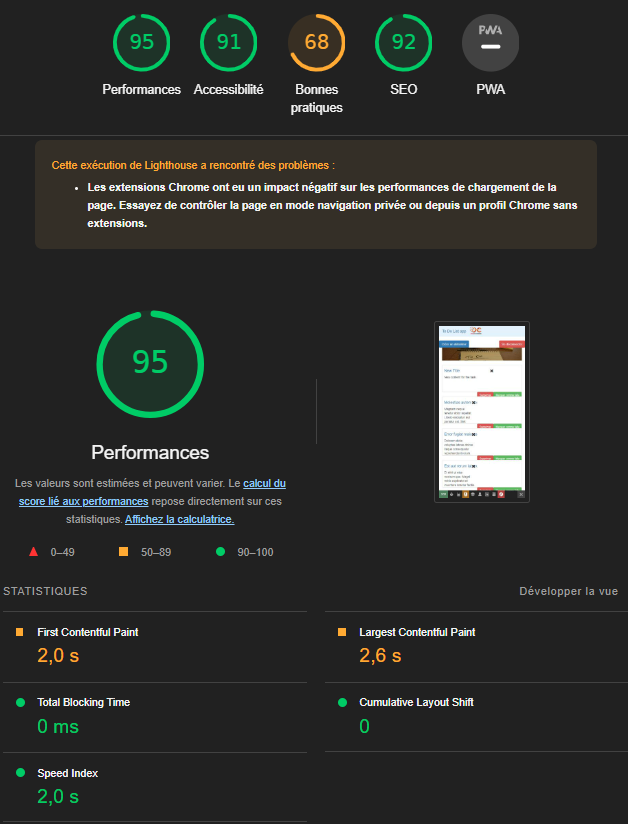 95
91
68
92
PWA
Performances
Accessibilité
Bonnes
pratiques
SEO
PWA
Cette exécution de Lighthouse a rencontré des problèmes :
• Les extensions Chrome ont eu un impact négatif sur les performances de chargement de la
page. Essayez de contrôler la page en mode navigation privée ou depuis un profil Chrome sans
extensions.
95
Performances
Les valeurs sont estimées et peuvent varier. Le calcul du
score lié aux performances repose directement sur ces
statistiques. Affichez la calculatrice.
0–49
50–89
90–100
STATISTIQUES
Développer la vue
First Contentful Paint
2,0 s
Largest Contentful Paint
2,6 s
Total Blocking Time
0 ms
Cumulative Layout Shift
0
Speed Index
2,0 s